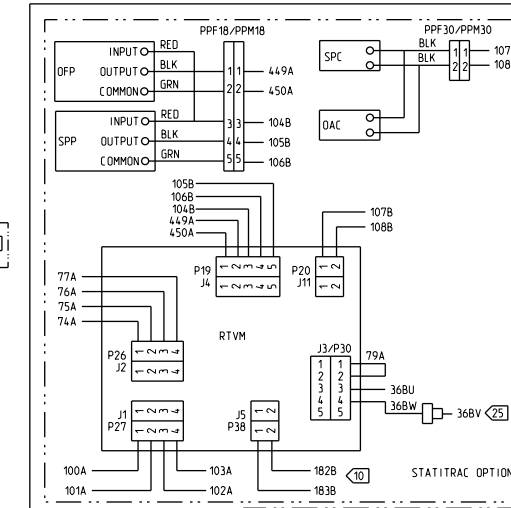 PPF18/PPM18
PPF30/PPM30
OFP
INPUT
RED
OUTPUT
BLK
COMMON
GRN
1 1
449A
2 2
450A
SPP
INPUT
RED
3 3
104B
OUTPUT
BLK
4 4
105B
COMMON
GRN
5 5
106B
SPC
BLK
1 1
107
BLK
2 2
108
OAC
105B
106B
104B
449A
450A
107B
108B
P19
1 2 3 4 5
J4
1 2 3 4 5
P20
1 2
J11
1 2
77A
76A
75A
74A
RTVM
P26
1 2 3 4
J2
1 2 3 4
J3/P30
1 1
2 2
3 3
4 4
5 5
79A
36BU
36BW
36BV
25
J1
1 2 3 4
P27
1 2 3 4
J5
1 2
P38
1 2
100A
101A
103A
102A
182B
183B
10
STATITRAC OPTION